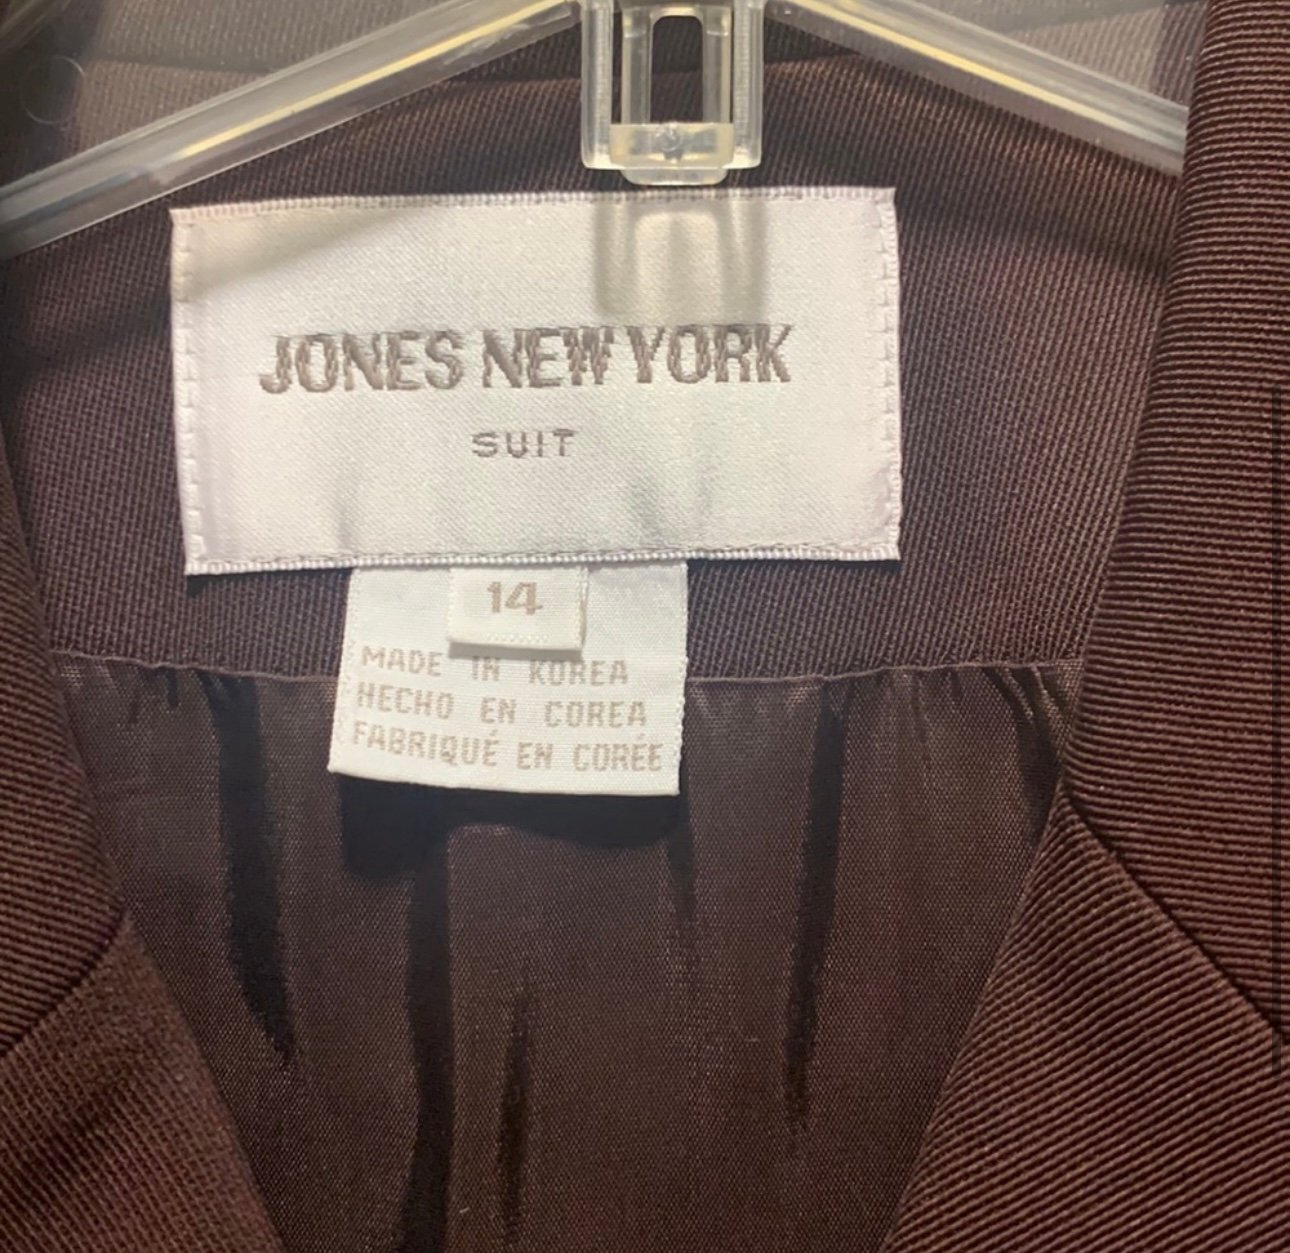 JONES NEW YORK
SUIT
14
MADE IN KOREA
HECHO EN COREA
FABRIQUÉ EN CORÉE